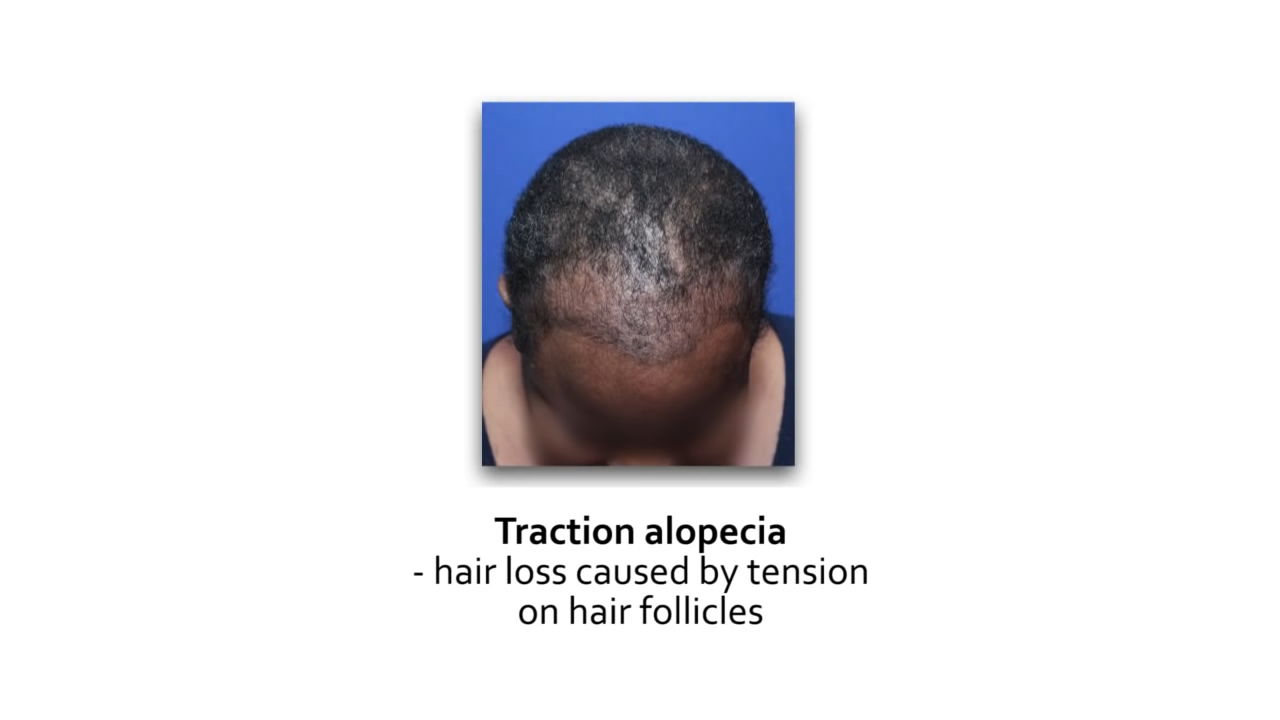 Traction alopecia
- hair loss caused by tension
on hair follicles